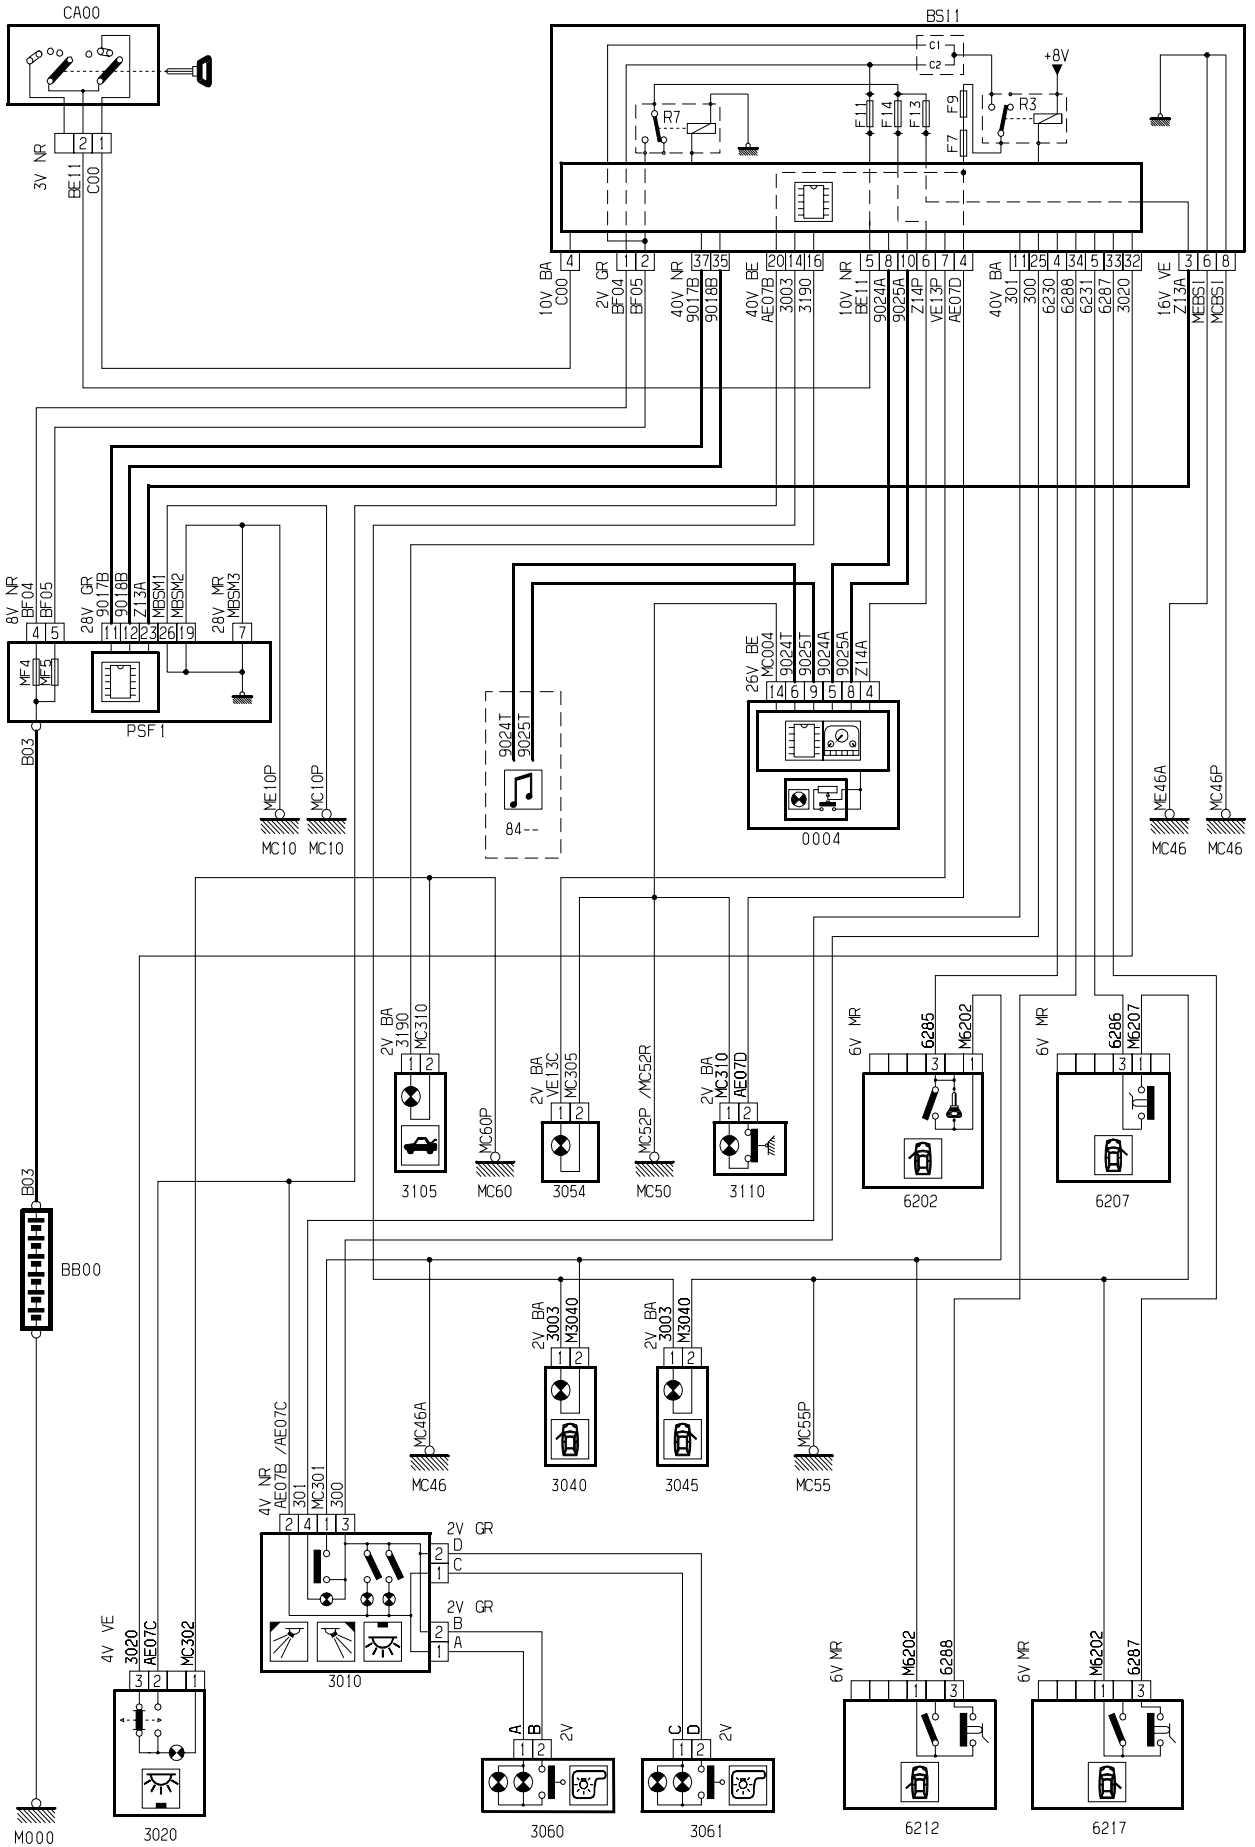 CA00
3V NR
2 1
BE11
C00
BSI1
C1
C2
+8V
R7
F11
F14
F13
F9
F7
R3
4
1 2
37 35
20 14 16
5 8 10 6 7 4
11 25 4 34 5 33 32
3 6 8
10V BA
C00
2V GR
BF04
BF05
40V NR
9017B
9018B
40V BE
AE07B
3003
3190
10V NR
BE11
9024A
9025A
Z14P
VE13P
AE07D
40V BA
301
300
6230
6288
6231
6287
3020
16V VE
Z13A
MEBSI
MCBSI
8V NR
BF04
BF05
28V GR
9017B
9018B
Z13A
MBSM1
MBSM2
28V MR
MBSM3
4 5
11 12 23 26 19
7
MF4
MF5
PSF1
B03
ME10P
MC10P
MC10
MC10
9024T
9025T
84--
26V BE
MC004
9024T
9025T
9024A
9025A
Z14A
14 6 9 5 8 4
0004
ME46A
MC46P
MC46
MC46
2V BA
3190
MC310
1 2
3105
MC60P
MC60
2V BA
VE13C
MC305
1 2
3054
MC52P /MC52R
MC50
2V BA
MC310
AE07D
1 2
3110
6V MR
6285
M6202
3 1
6202
6V MR
6286
M6207
3 1
6207
B03
BB00
2V BA
3003
M3040
1 2
3040
2V BA
3003
M3040
1 2
3045
MC46A
MC46
MC55P
MC55
4V NR
AE07B /AE07C
301
MC301
300
2 4 1 3
2V GR
D
2
C
1
2V GR
B
2
A
1
3010
4V VE
3020
AE07C
MC302
3 2 1
3020
M000
A
B
2V
1 2
3060
C
D
2V
1 2
3061
6V MR
M6202
6288
1 3
6212
6V MR
M6202
6287
1 3
6217